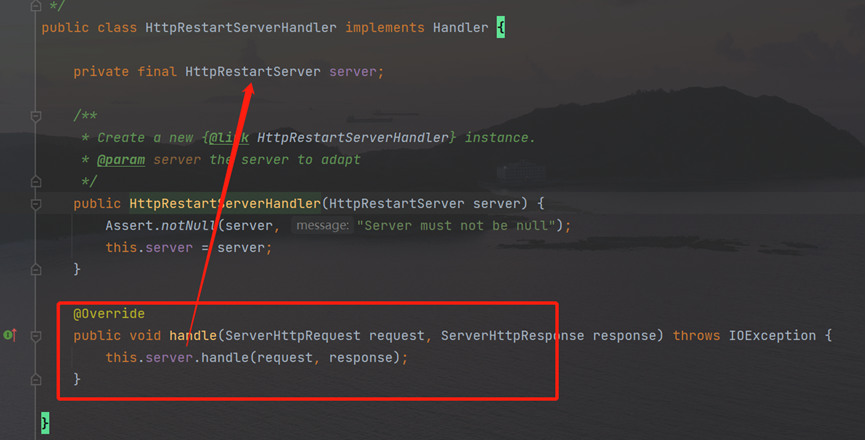 */
public class HttpRestartServerHandler implements Handler {
private final HttpRestartServer server;
/**
* Create a new {@link HttpRestartServerHandler} instance.
* @param server the server to adapt
*/
public HttpRestartServerHandler(HttpRestartServer server) {
Assert.notNull(server, message: "Server must not be null");
this.server = server;
}
@Override
public void handle(ServerHttpRequest request, ServerHttpResponse response) throws IOException {
this.server.handle(request, response);
}
}